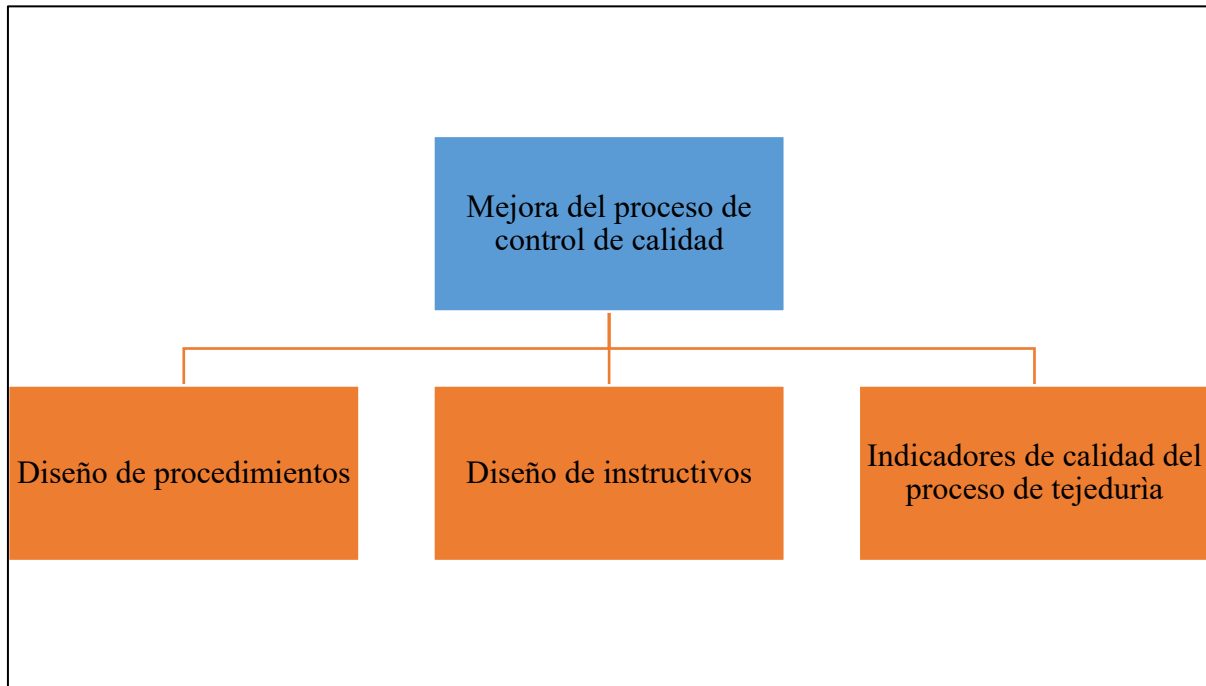 Mejora del proceso de
control de calidad
Diseño de procedimientos
Diseño de instructivos
Indicadores de calidad del
proceso de tejedurìa